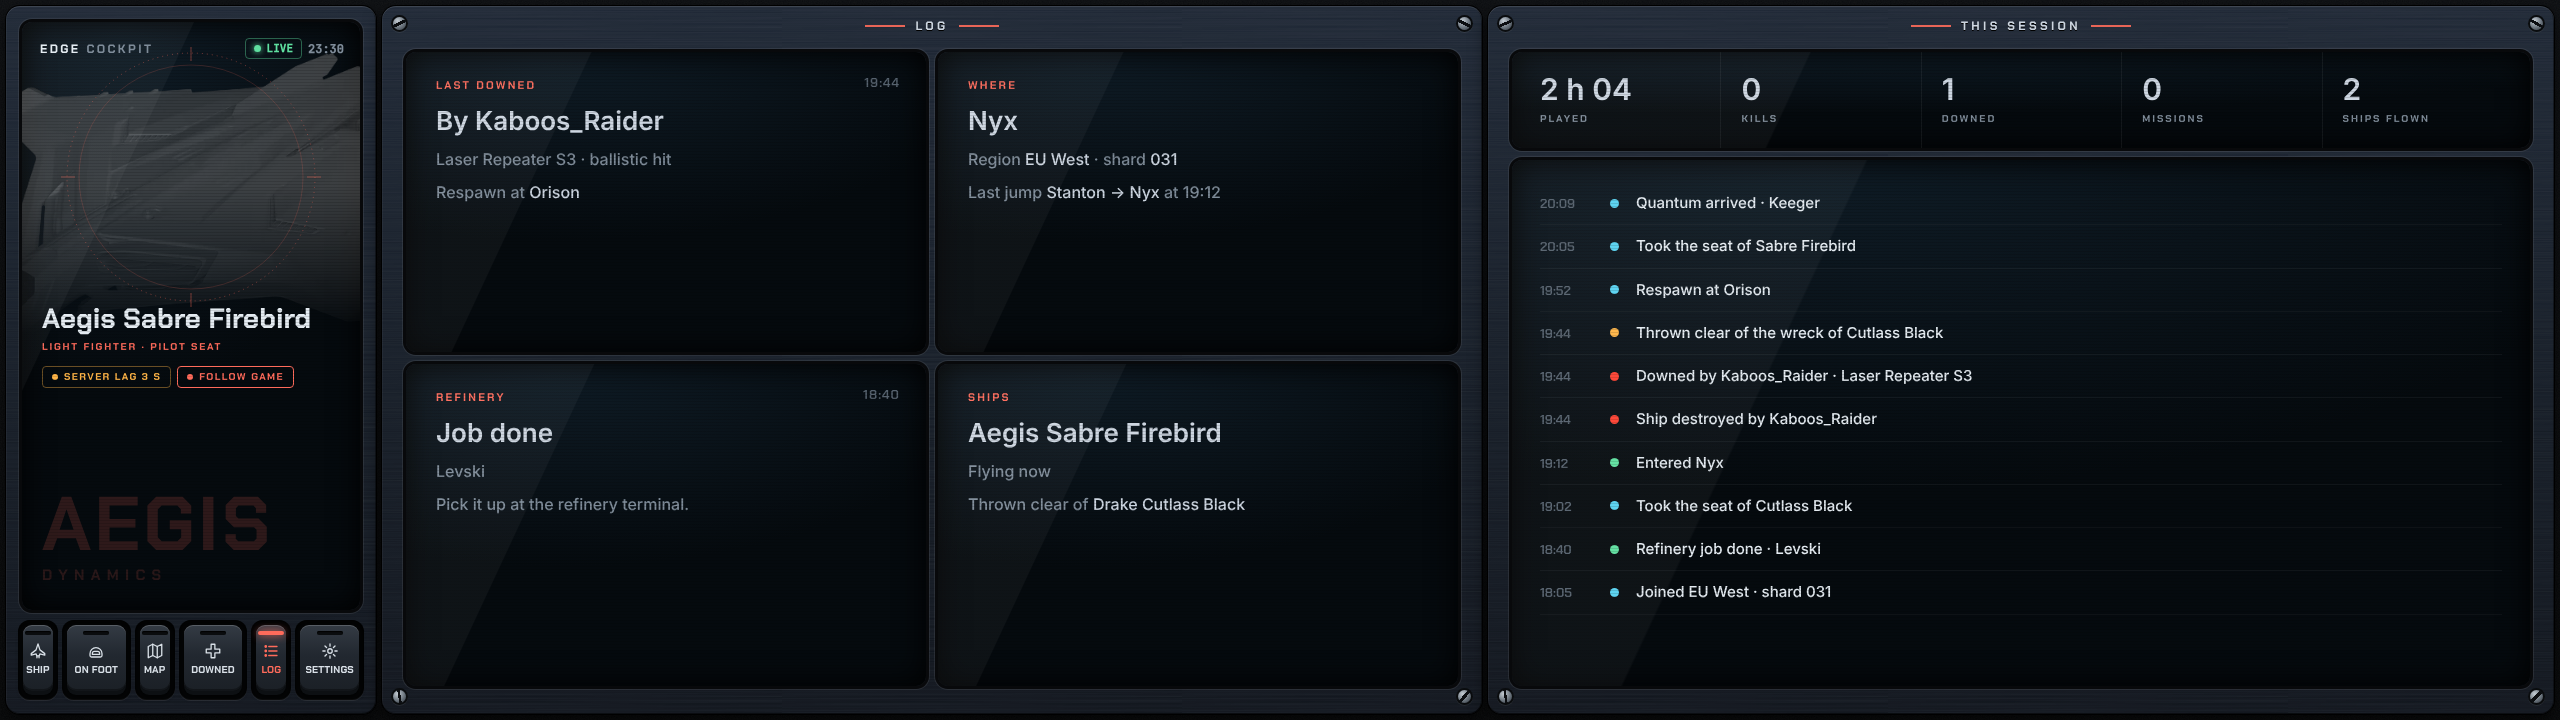 EDGE COCKPIT
LIVE 23:30
Aegis Sabre Firebird
LIGHT FIGHTER · PILOT SEAT
SERVER LAG 3 S
FOLLOW GAME
AEGIS
DYNAMICS
SHIP
ON FOOT
MAP
DOWNED
LOG
SETTINGS
LOG
LAST DOWNED 19:44
By Kaboos_Raider
Laser Repeater S3 · ballistic hit
Respawn at Orison
WHERE
Nyx
Region EU West · shard 031
Last jump Stanton → Nyx at 19:12
REFINERY 18:40
Job done
Levski
Pick it up at the refinery terminal.
SHIPS
Aegis Sabre Firebird
Flying now
Thrown clear of Drake Cutlass Black
THIS SESSION
2 h 04
PLAYED
0
KILLS
1
DOWNED
0
MISSIONS
2
SHIPS FLOWN
20:09 Quantum arrived · Keeger
20:05 Took the seat of Sabre Firebird
19:52 Respawn at Orison
19:44 Thrown clear of the wreck of Cutlass Black
19:44 Downed by Kaboos_Raider · Laser Repeater S3
19:44 Ship destroyed by Kaboos_Raider
19:12 Entered Nyx
19:02 Took the seat of Cutlass Black
18:40 Refinery job done · Levski
18:05 Joined EU West · shard 031